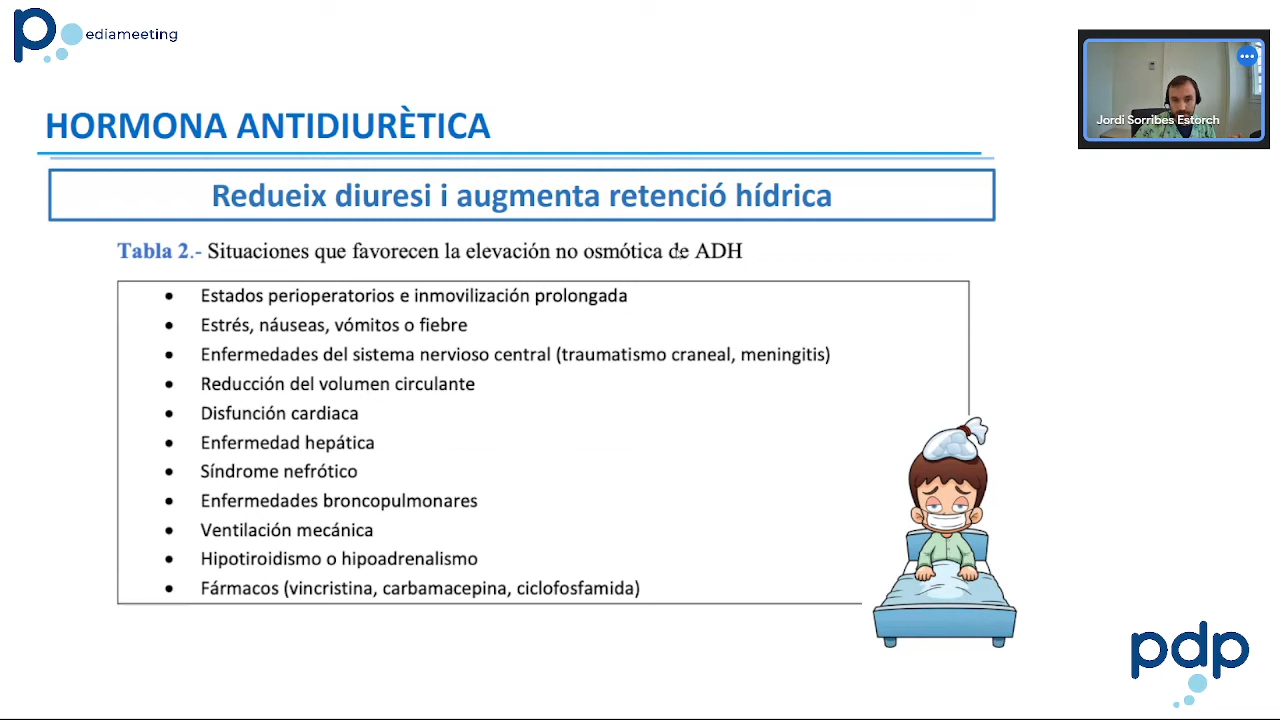 pediameeting
Jordi Sorribes Estorch
HORMONA ANTIDIURÈTICA
Redueix diuresi i augmenta retenció hídrica
Tabla 2.- Situaciones que favorecen la elevación no osmótica de ADH
• Estados perioperatorios e inmovilización prolongada
• Estrés, náuseas, vómitos o fiebre
• Enfermedades del sistema nervioso central (traumatismo craneal, meningitis)
• Reducción del volumen circulante
• Disfunción cardiaca
• Enfermedad hepática
• Síndrome nefrótico
• Enfermedades broncopulmonares
• Ventilación mecánica
• Hipotiroidismo o hipoadrenalismo
• Fármacos (vincristina, carbamacepina, ciclofosfamida)
pdp